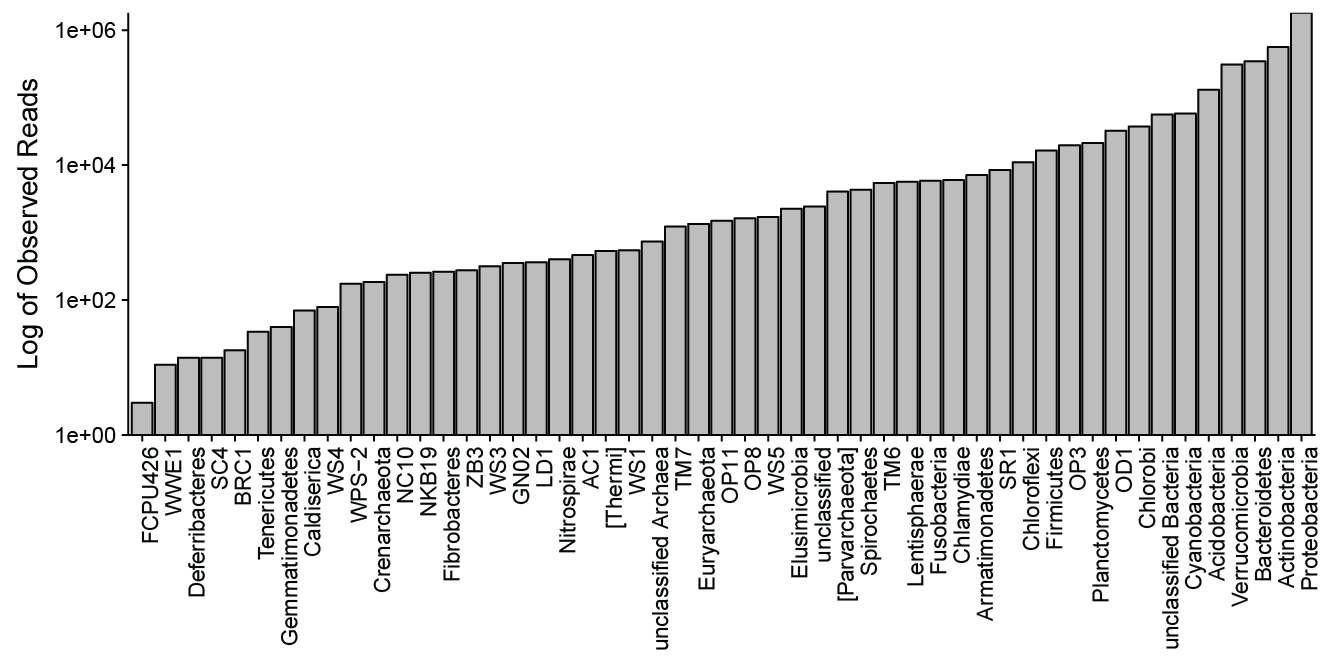 Log of Observed Reads
1e+06
1e+04
1e+02
1e+00
FCPU426
WWE1
Deferribacteres
SC4
BRC1
Tenericutes
Gemmatimonadetes
Caldiserica
WS4
WPS−2
Crenarchaeota
NC10
NKB19
Fibrobacteres
ZB3
WS3
GN02
LD1
Nitrospirae
AC1
[Thermi]
WS1
unclassified Archaea
TM7
Euryarchaeota
OP11
OP8
WS5
Elusimicrobia
unclassified
[Parvarchaeota]
Spirochaetes
TM6
Lentisphaerae
Fusobacteria
Chlamydiae
Armatimonadetes
SR1
Chloroflexi
Firmicutes
OP3
Planctomycetes
OD1
Chlorobi
unclassified Bacteria
Cyanobacteria
Acidobacteria
Verrucomicrobia
Bacteroidetes
Actinobacteria
Proteobacteria